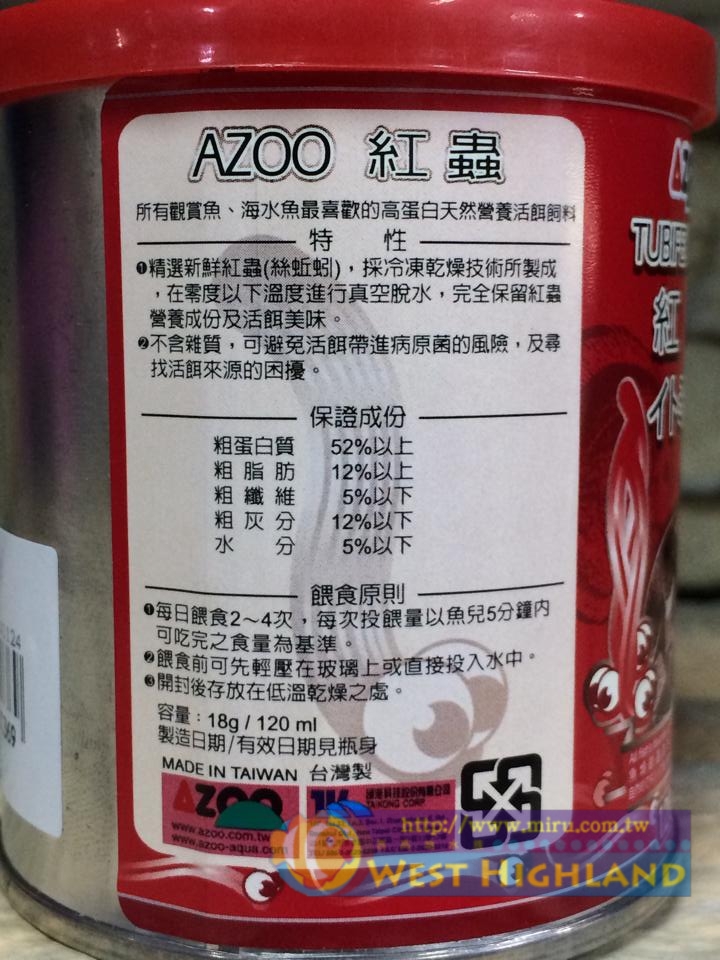 AZOO 紅蟲
所有觀賞魚、海水魚最喜歡的高蛋白天然營養活餌飼料
特 性
❶精選新鮮紅蟲(絲蚯蚓)，採冷凍乾燥技術所製成
，在零度以下溫度進行真空脫水，完全保留紅蟲
營養成份及活餌美味。
❷不含雜質，可避免活餌帶進病原菌的風險，及尋
找活餌來源的困擾。
保證成份
粗蛋白質 52%以上
粗脂肪 12%以上
粗纖維 5%以下
粗灰分 12%以下
水分 5%以下
餵食原則
❶每日餵食2～4次，每次投餵量以魚兒5分鐘內
可吃完之食量為基準。
❷餵食前可先輕壓在玻璃上或直接投入水中。
❸開封後存放在低溫乾燥之處。
容量：18g / 120 ml
製造日期/有效日期見瓶身
MADE IN TAIWAN 台灣製
AZOO
www.azoo.com.tw
www.azoo-aqua.com
TAIKONG CORP.
http://www.miru.com.tw
WEST HIGHLAND
TUBIF
紅